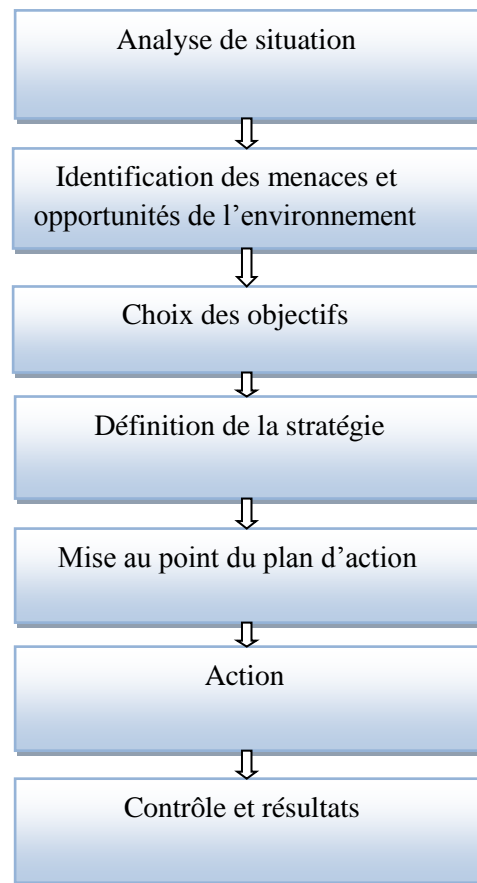 Analyse de situation
Identification des menaces et
opportunités de l’environnement
Choix des objectifs
Définition de la stratégie
Mise au point du plan d’action
Action
Contrôle et résultats